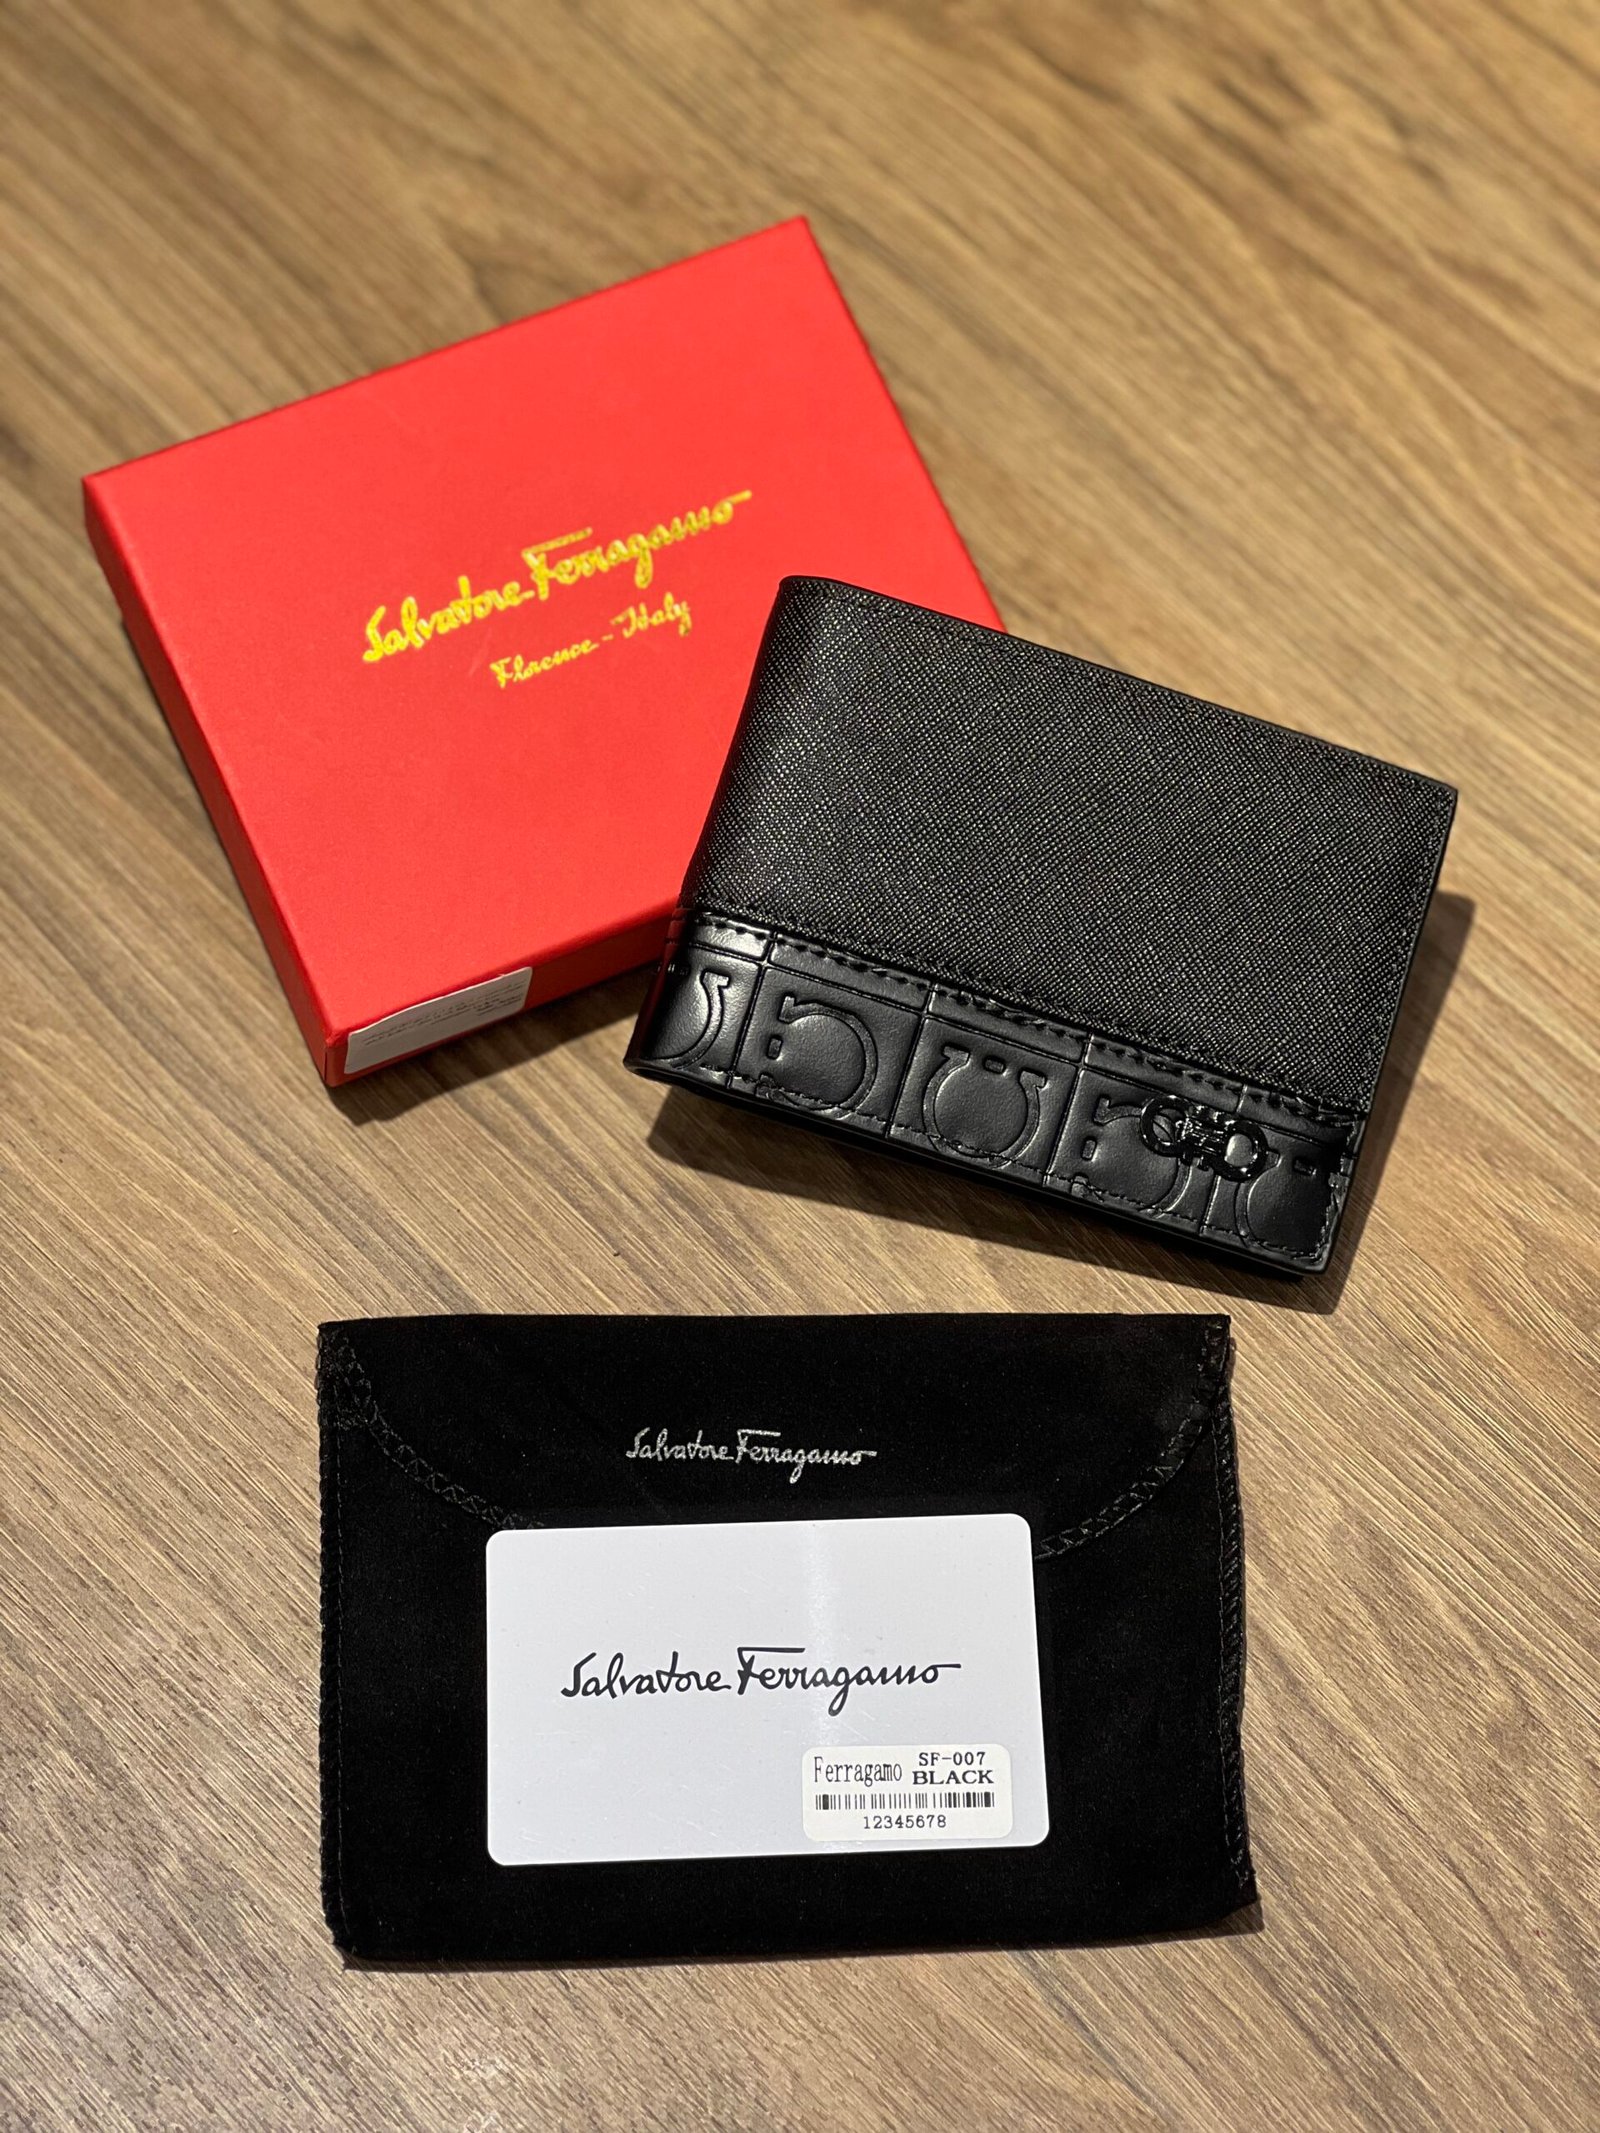 Salvatore Ferragamo
Florence - Italy
Salvatore Ferragamo
Salvatore Ferragamo
Ferragamo SF-007
BLACK
12345678